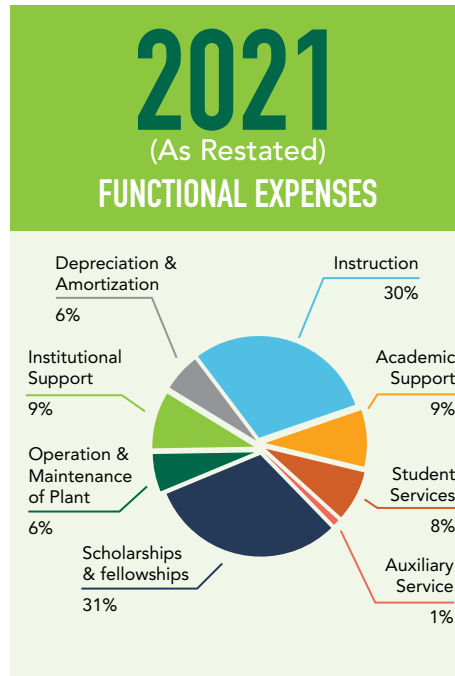 2021
(As Restated)
FUNCTIONAL EXPENSES
Depreciation &
Amortization
6%
Instruction
30%
Institutional
Support
9%
Academic
Support
9%
Operation &
Maintenance
of Plant
6%
Student
Services
8%
Scholarships
& fellowships
31%
Auxiliary
Service
1%